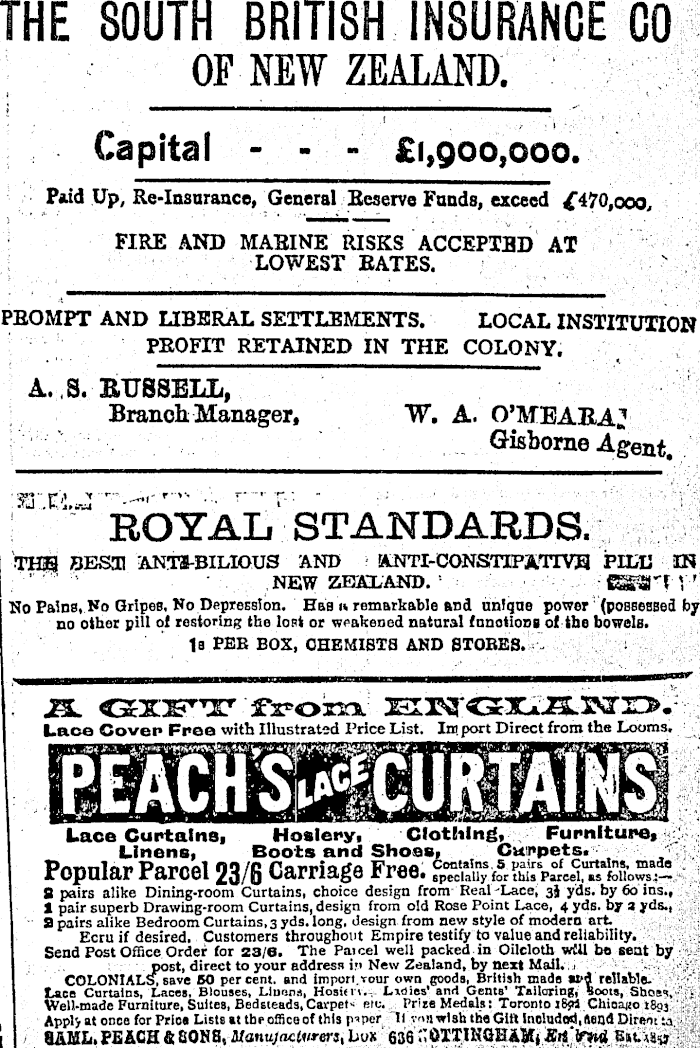 THE SOUTH BRITISH INSURANCE CO
OF NEW ZEALAND.
Capital - - - £1,900,000.
Paid Up, Re-Insurance, General Reserve Funds, exceed £470,000,
FIRE AND MARINE RISKS ACCEPTED AT
LOWEST RATES.
PROMPT AND LIBERAL SETTLEMENTS. LOCAL INSTITUTION
PROFIT RETAINED IN THE COLONY.
A. S. RUSSELL,
Branch Manager,
W. A. O'MEARA,
Gisborne Agent.
ROYAL STANDARDS.
THE BEST ANTI-BILIOUS AND ANTI-CONSTIPATIVE PILL IN
NEW ZEALAND.
No Pains, No Gripes, No Depression. Has a remarkable and unique power (possessed by
no other pill of restoring the lost or weakened natural functions of the bowels.
1s PER BOX, CHEMISTS AND STORES.
A GIFT from ENGLAND.
Lace Cover Free with Illustrated Price List. Import Direct from the Looms.
PEACH'S LACE CURTAINS
Lace Curtains, Hosiery, Clothing, Furniture,
Linens, Boots and Shoes, Carpets.
Popular Parcel 23/6 Carriage Free. Contains 5 pairs of Curtains, made
specially for this Parcel, as follows:—
2 pairs alike Dining-room Curtains, choice design from Real Lace, 3½ yds. by 60 ins.,
1 pair superb Drawing-room Curtains, design from old Rose Point Lace, 4 yds. by 2 yds.,
2 pairs alike Bedroom Curtains, 3 yds. long, design from new style of modern art.
Ecru if desired. Customers throughout Empire testify to value and reliability.
Send Post Office Order for 23/6. The Parcel well packed in Oilcloth will be sent by
post, direct to your address in New Zealand, by next Mail.
COLONIALS, save 50 per cent. and import your own goods, British made and reliable.
Lace Curtains, Laces, Blouses, Linens, Hosiery, Ladies' and Gents' Tailoring, Boots, Shoes,
Well-made Furniture, Suites, Bedsteads, Carpets etc. Prize Medals: Toronto 1892 Chicago 1893
Apply at once for Price Lists at the office of this paper If you wish the Gift included, send Direct to
SAML. PEACH & SONS, Manufacturers, Box 636 NOTTINGHAM, Est. 1857